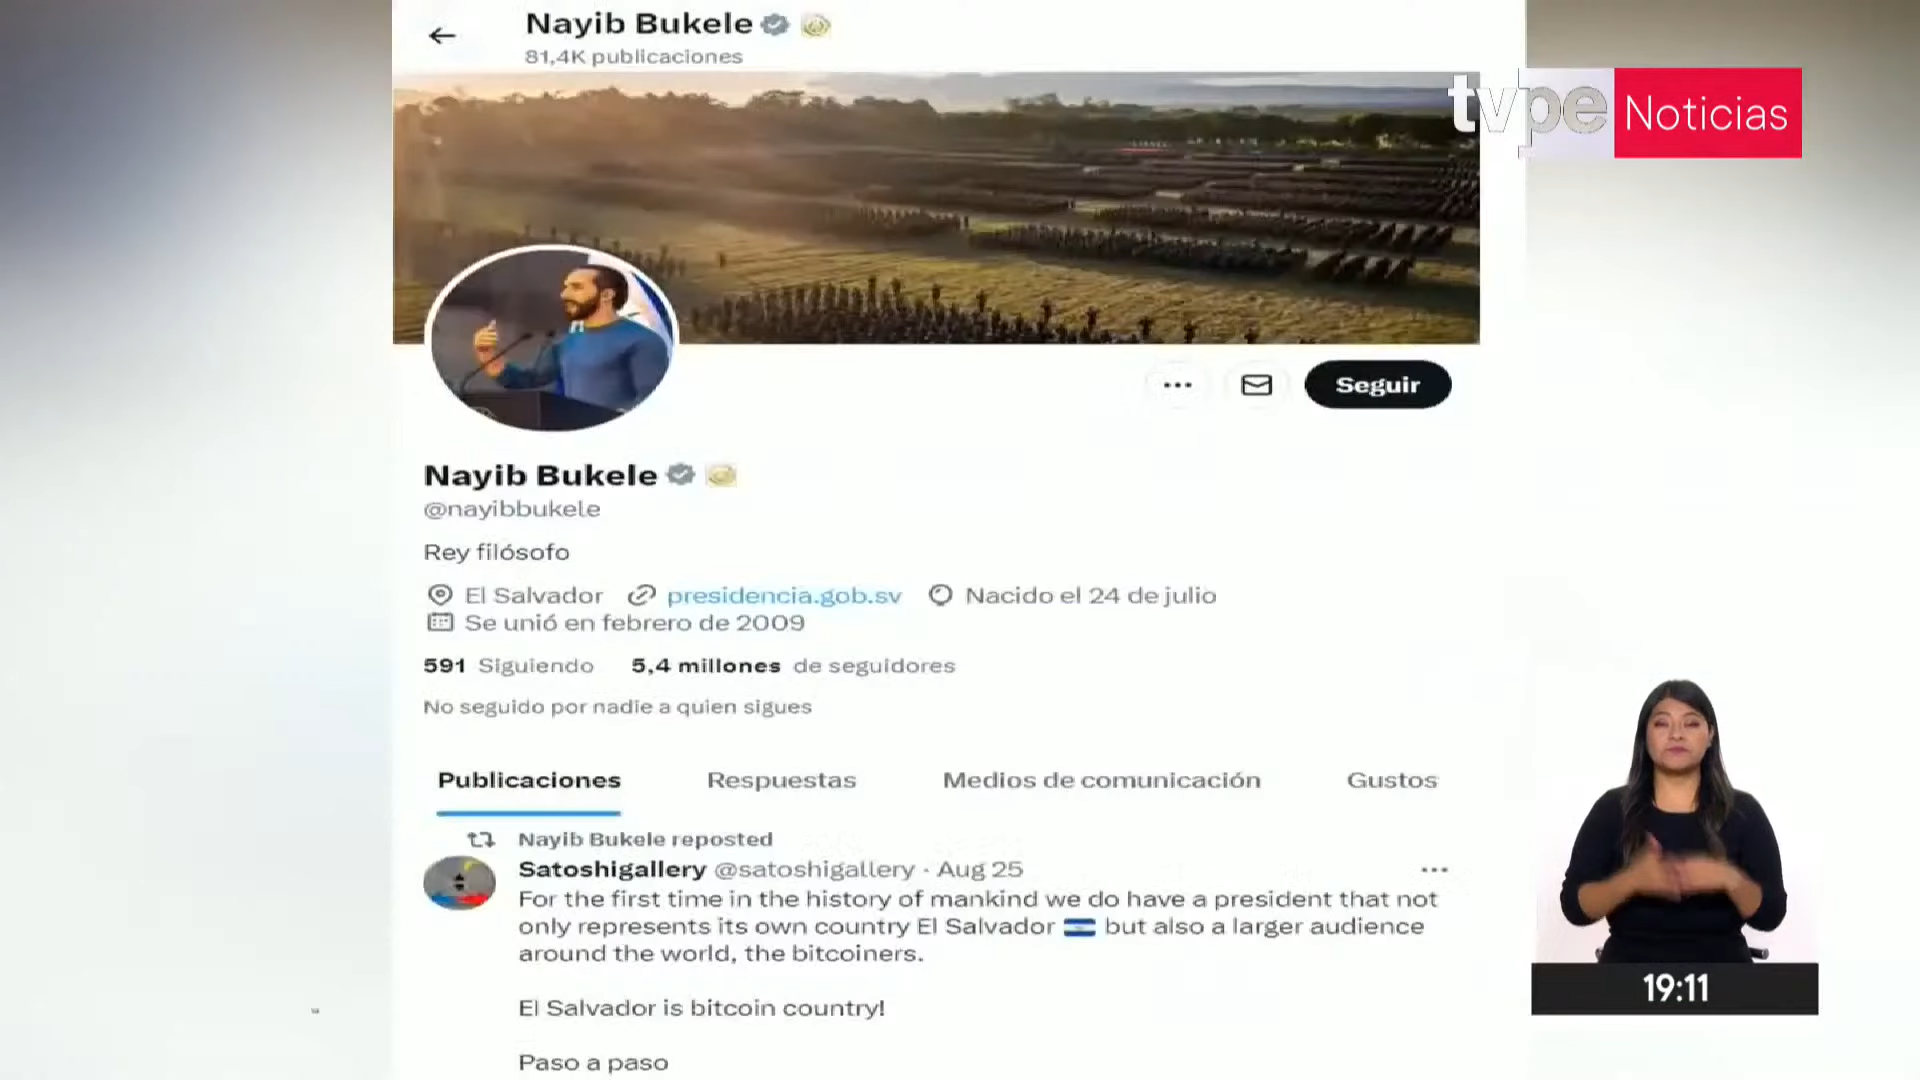 Nayib Bukele
81,4K publicaciones
tvpe Noticias
Seguir
Nayib Bukele
@nayibbukele
Rey filósofo
El Salvador presidencia.gob.sv Nacido el 24 de julio
Se unió en febrero de 2009
591 Siguiendo 5,4 millones de seguidores
No seguido por nadie a quien sigues
Publicaciones Respuestas Medios de comunicación Gustos
Nayib Bukele reposted
Satoshigallery @satoshigallery · Aug 25
For the first time in the history of mankind we do have a president that not
only represents its own country El Salvador 🇸🇻 but also a larger audience
around the world, the bitcoiners.
El Salvador is bitcoin country!
Paso a paso
19:11